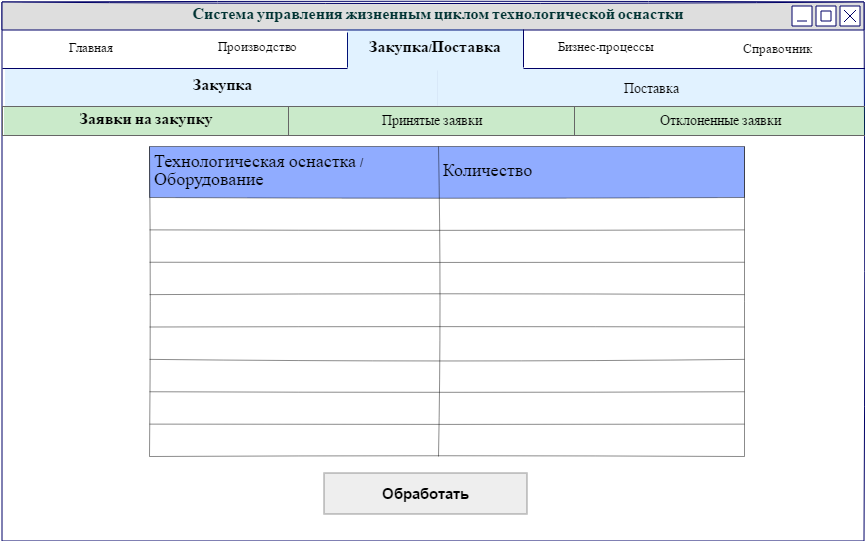 Система управления жизненным циклом технологической оснастки
Главная
Производство
Закупка/Поставка
Бизнес-процессы
Справочник
Закупка
Поставка
Заявки на закупку
Принятые заявки
Отклоненные заявки
Технологическая оснастка /
Оборудование
Количество
Обработать